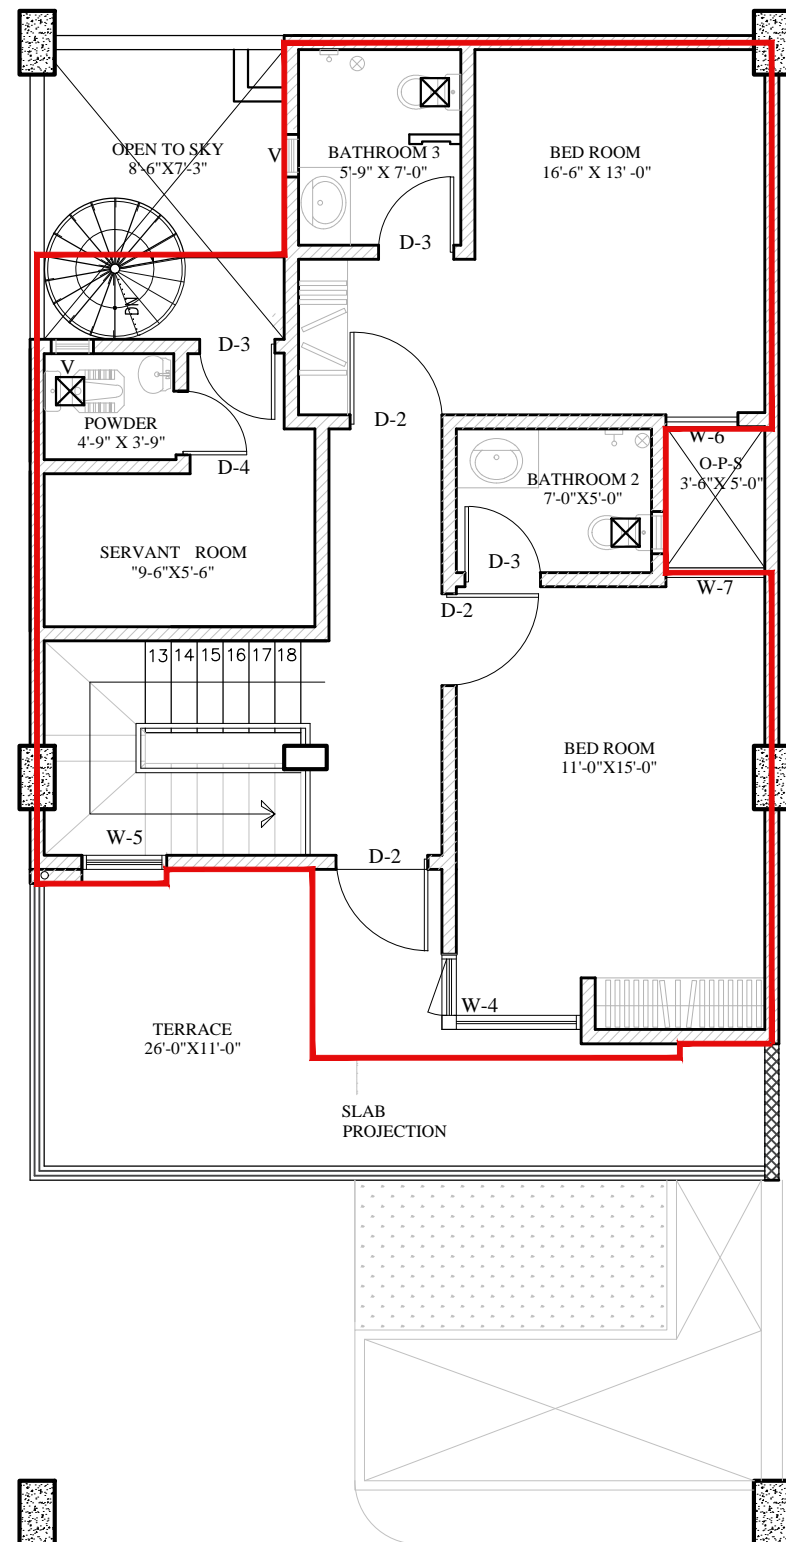 OPEN TO SKY
8'-6"X7'-3"
V
BATHROOM 3
5'-9" X 7'-0"
BED ROOM
16'-6" X 13' -0"
D-3
DN
D-3
V
POWDER
4'-9" X 3'-9"
D-4
D-2
W-6
O-P-S
3'-6"X 5'-0"
BATHROOM 2
7'-0"X5'-0"
SERVANT ROOM
"9-6"X5'-6"
D-3
W-7
D-2
13 14 15 16 17 18
BED ROOM
11'-0"X15'-0"
W-5
D-2
W-4
TERRACE
26'-0"X11'-0"
SLAB
PROJECTION